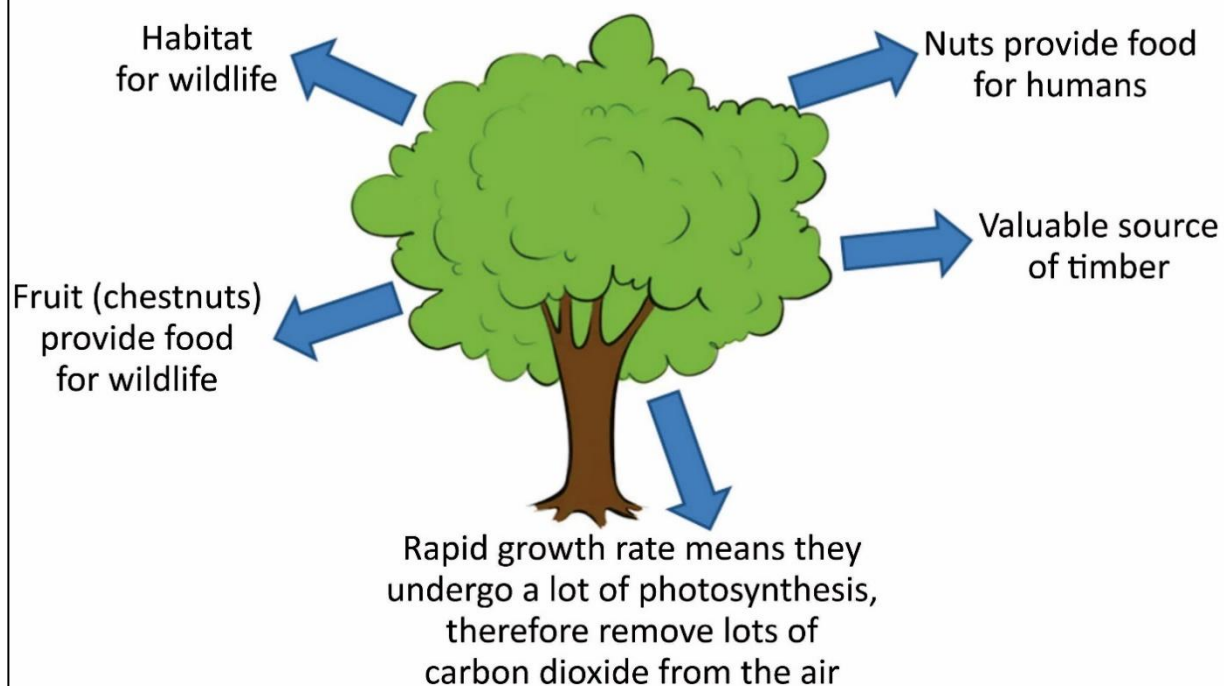 Habitat
for wildlife
Nuts provide food
for humans
Valuable source
of timber
Fruit (chestnuts)
provide food
for wildlife
Rapid growth rate means they
undergo a lot of photosynthesis,
therefore remove lots of
carbon dioxide from the air